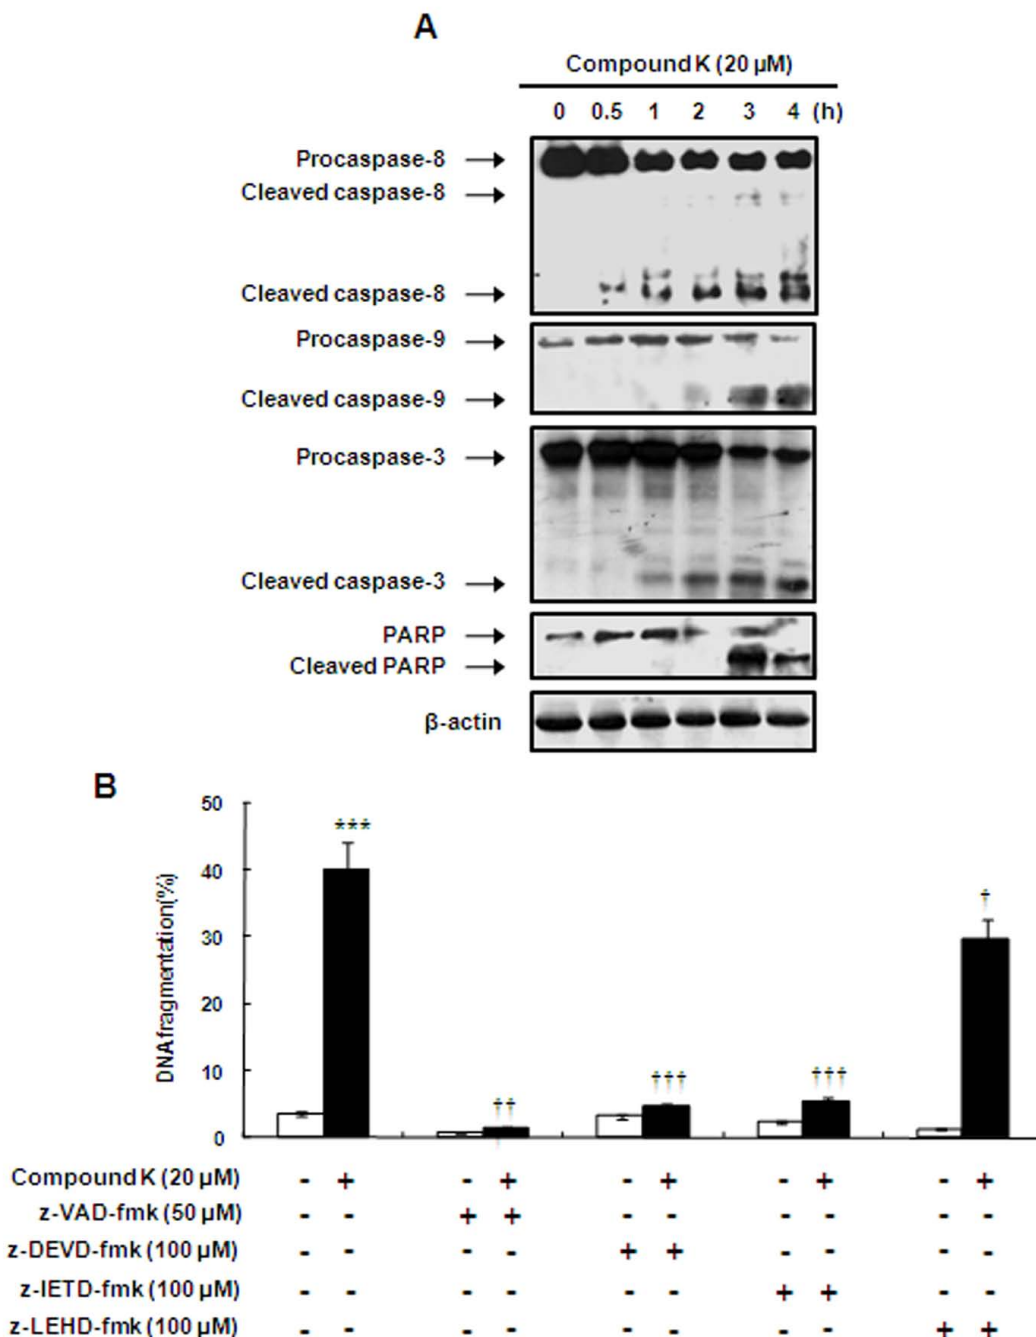 A
Compound K (20 µM)
0 0.5 1 2 3 4 (h)
Procaspase-8
Cleaved caspase-8
Cleaved caspase-8
Procaspase-9
Cleaved caspase-9
Procaspase-3
Cleaved caspase-3
PARP
Cleaved PARP
β-actin
B
DNA fragmentation(%)
50
40
30
20
10
0
***
††
†††
†††
†
Compound K (20 µM) - + - + - + - + - +
z-VAD-fmk (50 µM) - - + + - - - - - -
z-DEVD-fmk (100 µM) - - - - + + - - - -
z-IETD-fmk (100 µM) - - - - - - + + - -
z-LEHD-fmk (100 µM) - - - - - - - - + +